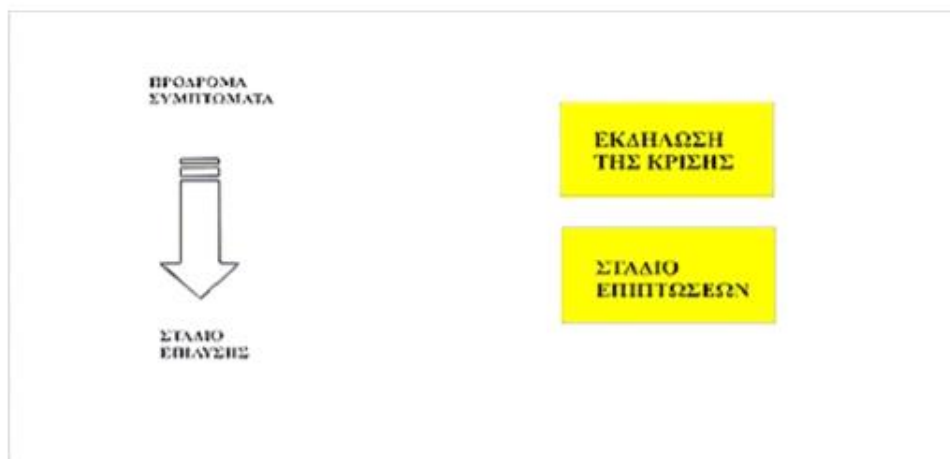 ΠΡΟΔΡΟΜΑ
ΣΥΜΠΤΩΜΑΤΑ
ΣΤΑΔΙΟ
ΕΠΙΛΥΣΗΣ
ΕΚΔΗΛΩΣΗ
ΤΗΣ ΚΡΙΣΗΣ
ΣΤΑΔΙΟ
ΕΠΙΠΤΩΣΕΩΝ